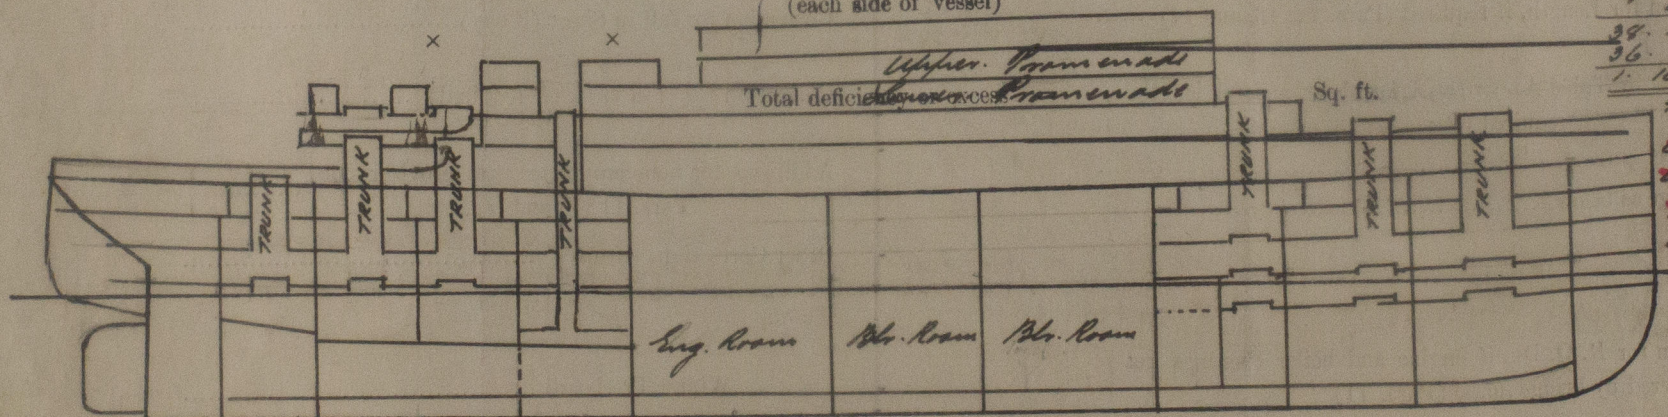 (each side of vessel)
× ×
38.
36.
1.
Upper. Promenade
Total deficiency or excess
Promenade
Sq. ft.
TRUNK
TRUNK
TRUNK
TRUNK
TRUNK
TRUNK
TRUNK
Eng. Room
Blr. Room
Blr. Room